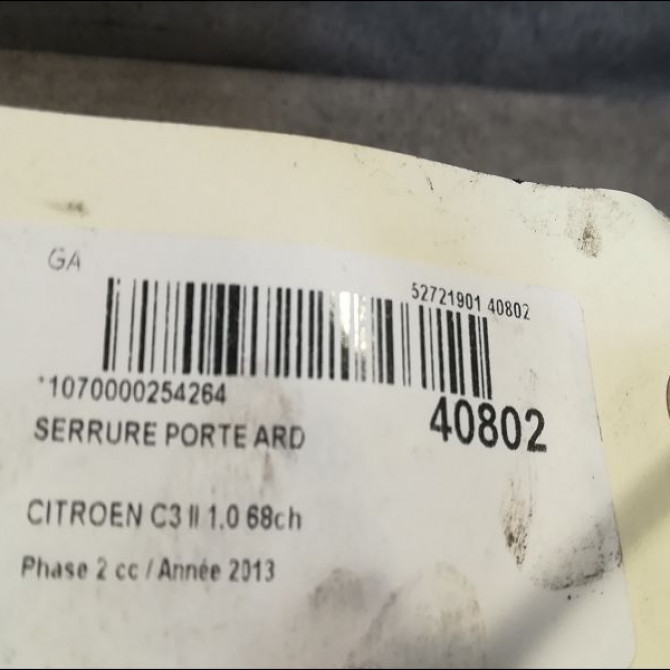 GA
52721901 40802
*1070000254264
40802
SERRURE PORTE ARD
CITROEN C3 II 1.0 68ch
Phase 2 cc / Année 2013